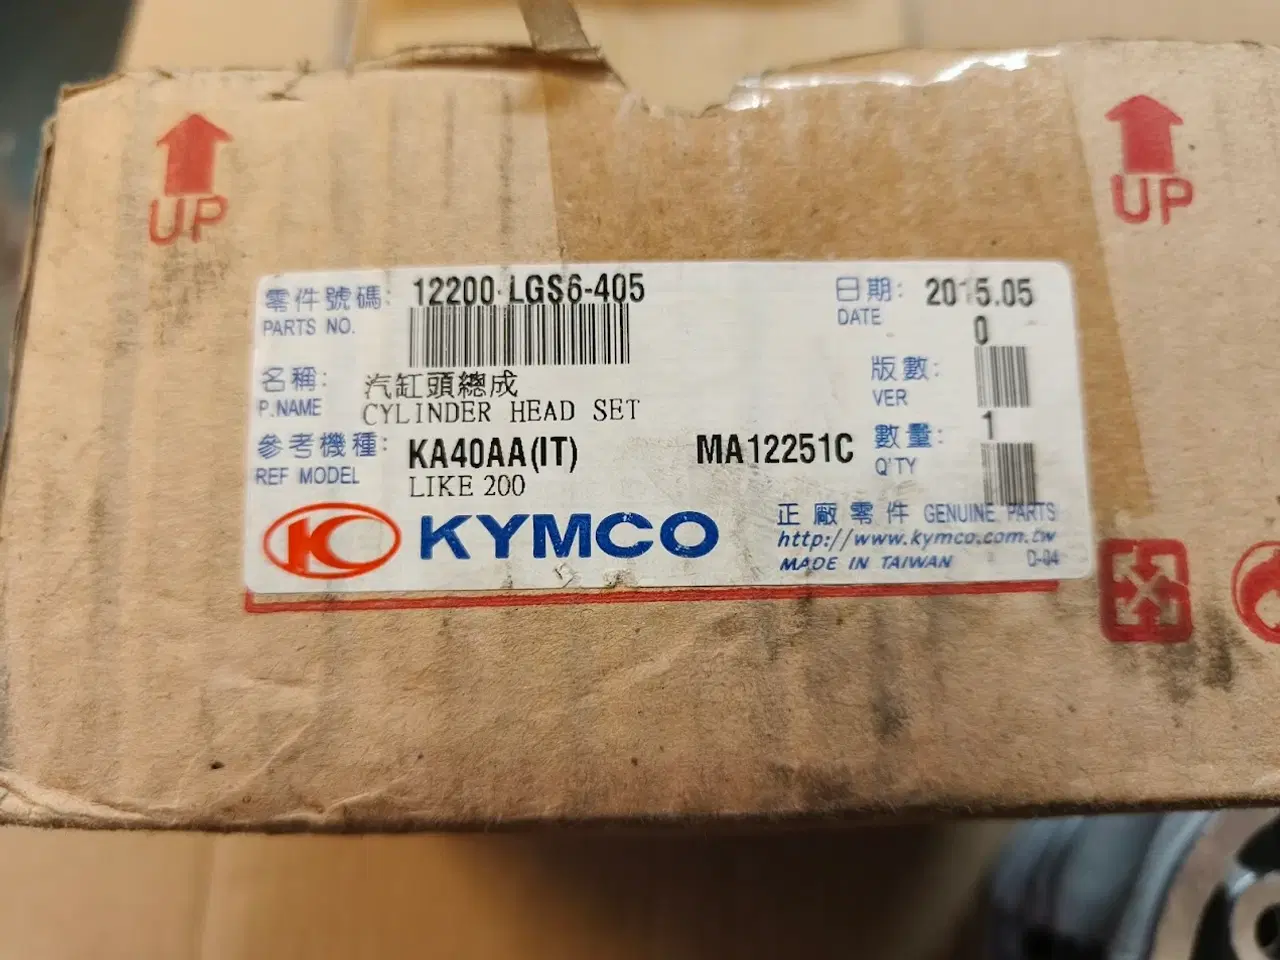 UP
UP
零件號碼: 12200-LGS6-405
PARTS NO.
日期: 2015.05
DATE
0
名稱: 汽缸頭總成
P.NAME CYLINDER HEAD SET
版數:
VER
參考機種: KA40AA(IT) MA12251C
REF MODEL LIKE 200
數量: 1
Q'TY
KYMCO
正廠零件 GENUINE PARTS
http://www.kymco.com.tw
MADE IN TAIWAN D-04